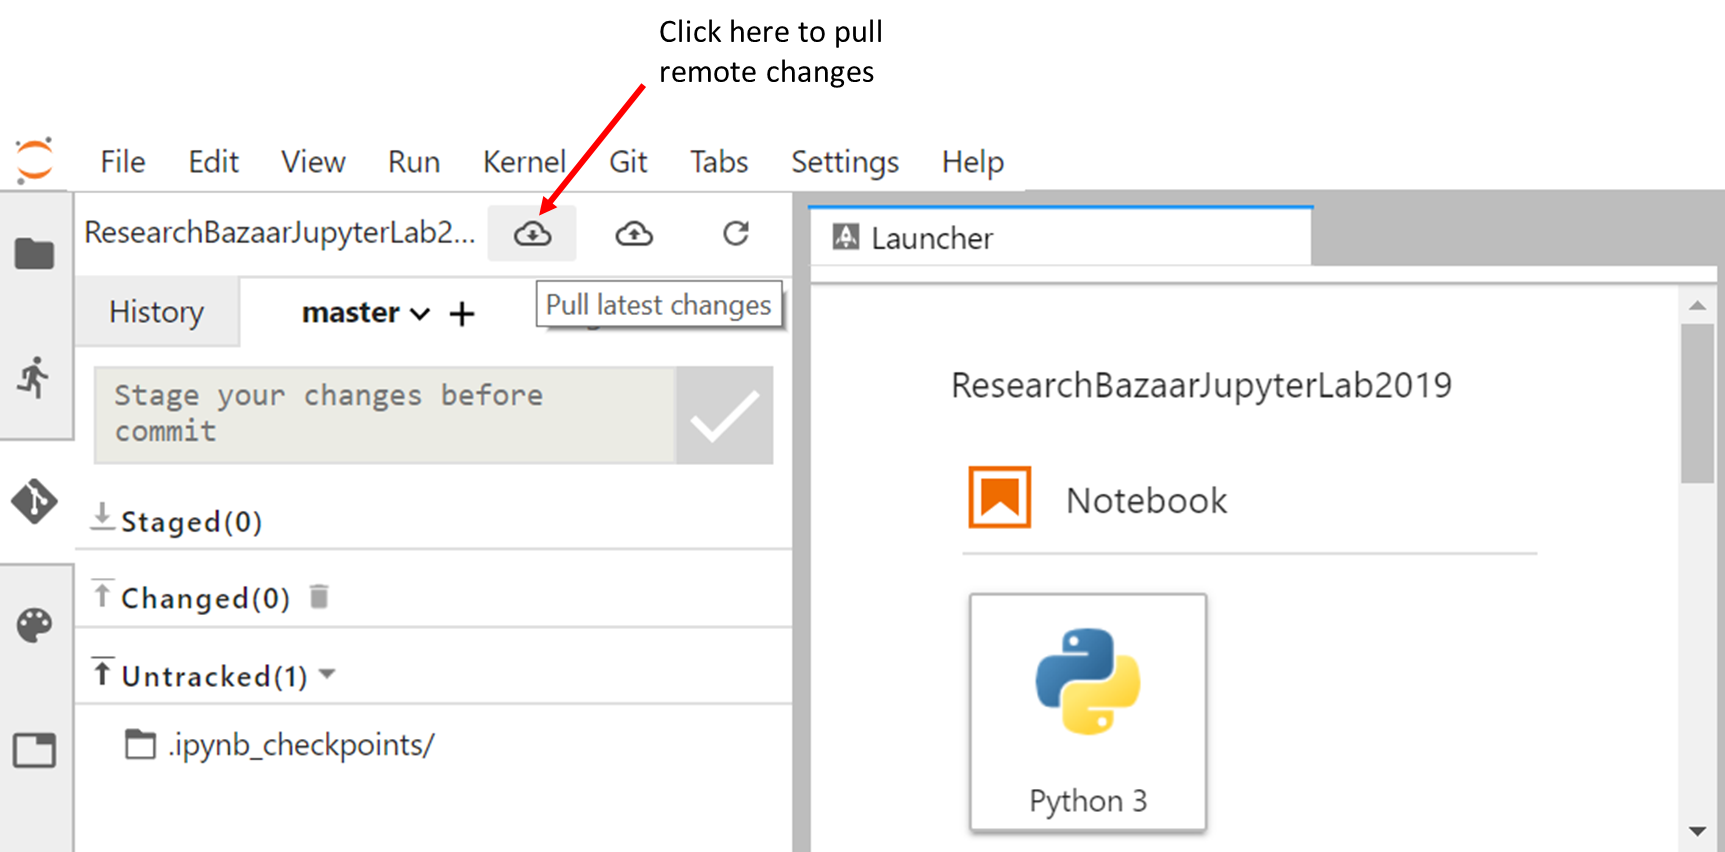 Click here to pull
remote changes
File Edit View Run Kernel Git Tabs Settings Help
ResearchBazaarJupyterLab2...
Launcher
History
master
Pull latest changes
Stage your changes before
commit
Staged(0)
Changed(0)
Untracked(1)
.ipynb_checkpoints/
ResearchBazaarJupyterLab2019
Notebook
Python 3